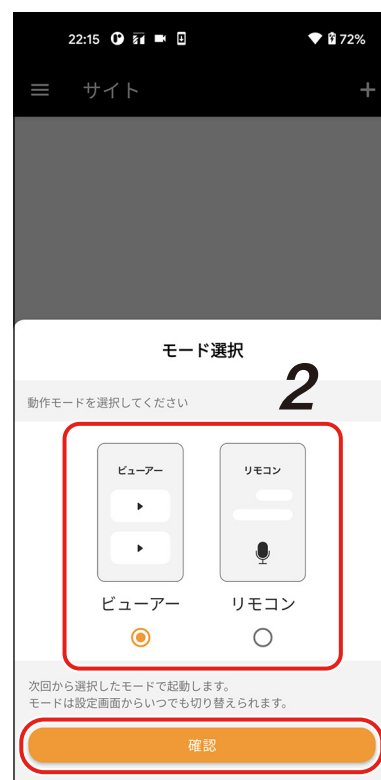 22:15 72%
サイト
モード選択
2
動作モードを選択してください
ビューアー リモコン
ビューアー リモコン
次回から選択したモードで起動します。
モードは設定画面からいつでも切り替えられます。
確認